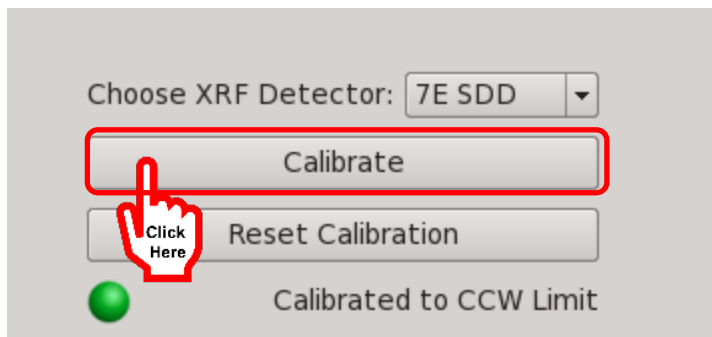 Choose XRF Detector: 7E SDD
Calibrate
Click
Here
Reset Calibration
Calibrated to CCW Limit